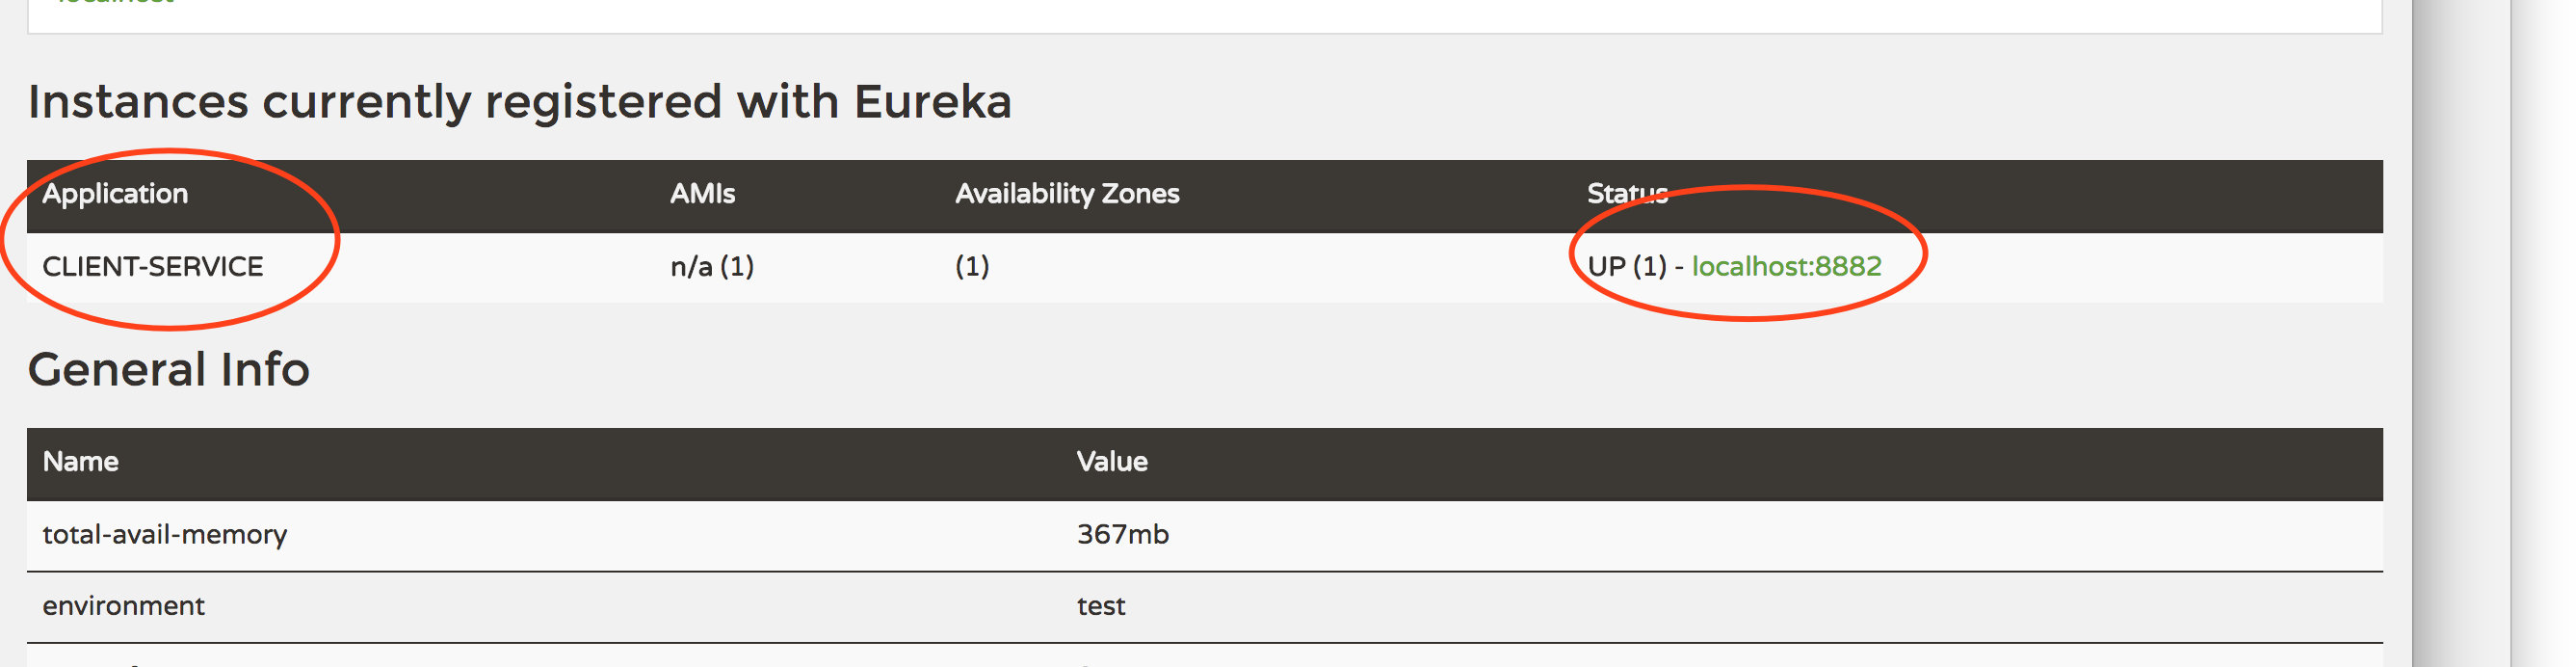 localhost
Instances currently registered with Eureka
Application AMIs Availability Zones Status
CLIENT-SERVICE n/a (1) (1) UP (1) - localhost:8882
General Info
Name Value
total-avail-memory 367mb
environment test